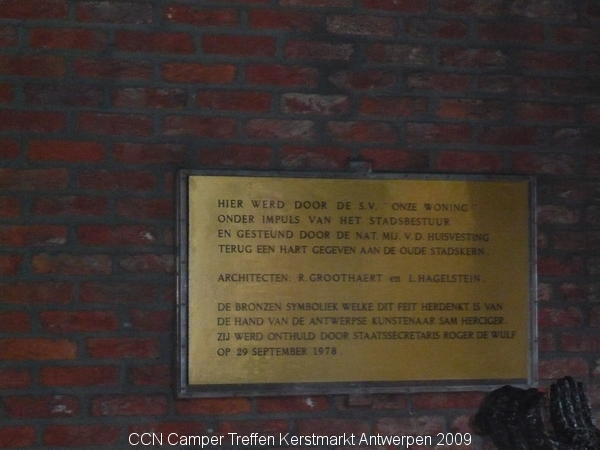 HIER WERD DOOR DE S.V. "ONZE WONING"
ONDER IMPULS VAN HET STADSBESTUUR
EN GESTEUND DOOR DE NAT. MIJ. V.D. HUISVESTING
TERUG EEN HART GEGEVEN AAN DE OUDE STADSKERN.
ARCHITECTEN: R. GROOTHAERT en L. HAGELSTEIN.
DE BRONZEN SYMBOLIEK WELKE DIT FEIT HERDENKT IS VAN
DE HAND VAN DE ANTWERPSE KUNSTENAAR SAM HERCIGER.
ZIJ WERD ONTHULD DOOR STAATSSECRETARIS ROGER DE WULF
OP 29 SEPTEMBER 1978.
CCN Camper Treffen Kerstmarkt Antwerpen 2009